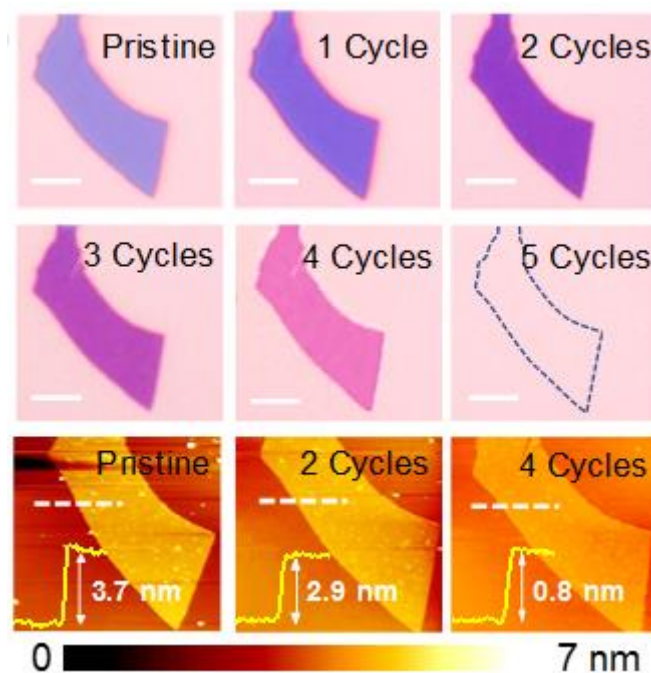 Pristine
1 Cycle
2 Cycles
3 Cycles
4 Cycles
5 Cycles
Pristine
3.7 nm
2 Cycles
2.9 nm
4 Cycles
0.8 nm
0
7 nm